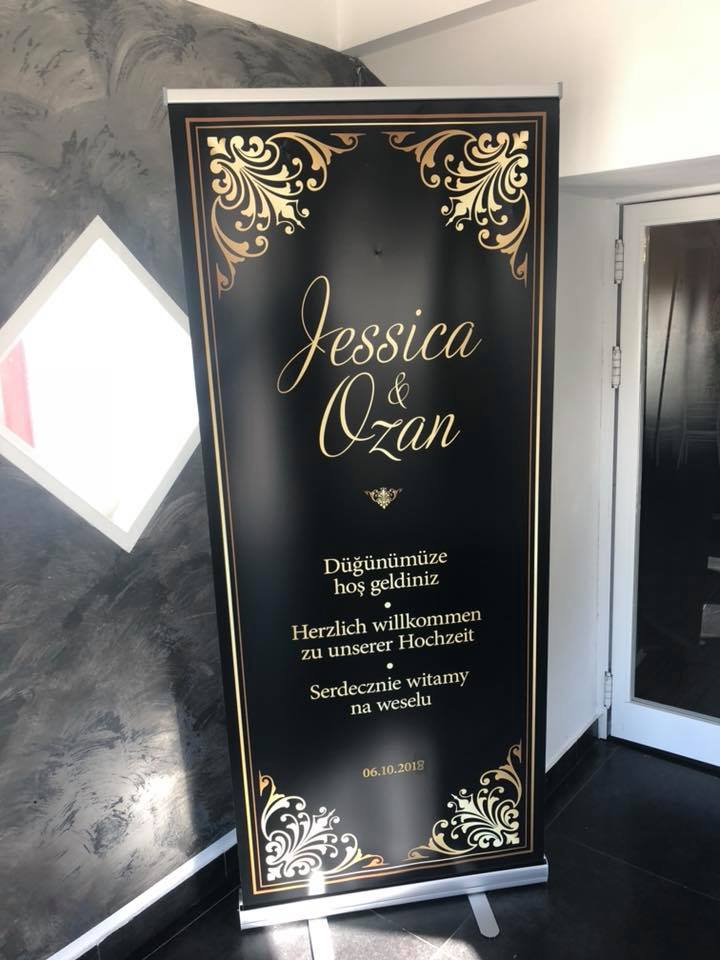 Jessica
&
Ozan
Düğünümüze
hoş geldiniz
•
Herzlich willkommen
zu unserer Hochzeit
•
Serdecznie witamy
na weselu
06.10.2018